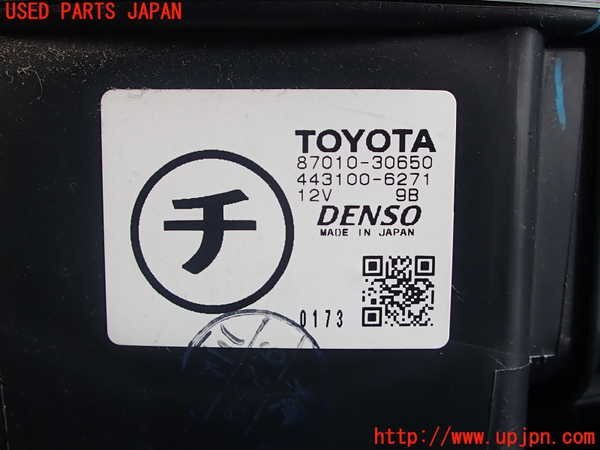 USED PARTS JAPAN
TOYOTA
87010-30650
443100-6271
12V 9B
チ
DENSO
MADE IN JAPAN
0173
http://www.upjpn.com